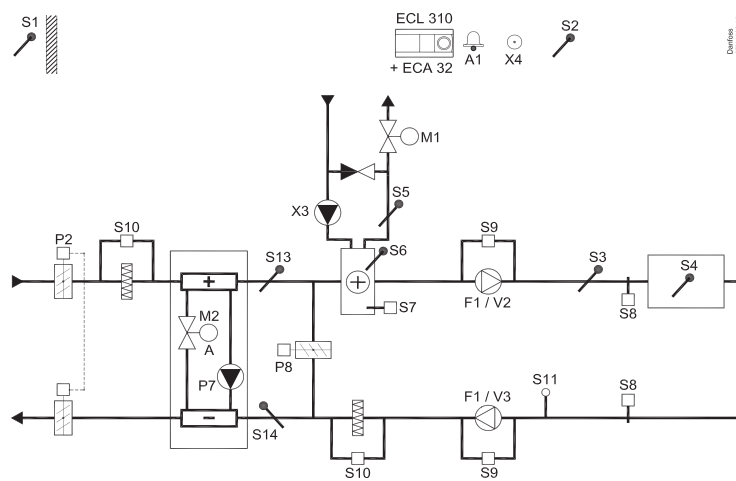 S1
ECL 310
S2
+ ECA 32
A1
X4
Danfoss
M1
X3
S5
P2
S10
S13
S6
S9
S3
S4
+
+
F1 / V2
S7
S8
M2
A
P7
P8
-
S14
S10
F1 / V3
S9
S11
S8